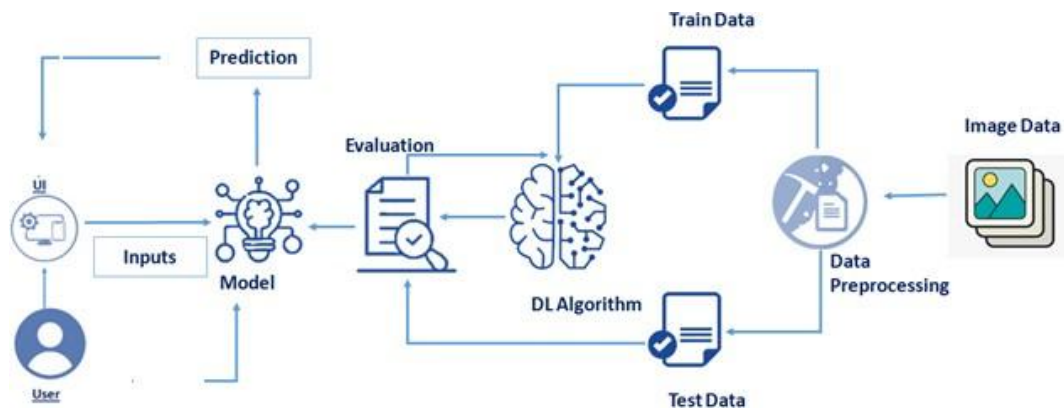 Train Data
Prediction
Image Data
Evaluation
UI
Inputs
Model
Data
Preprocessing
DL Algorithm
User
Test Data